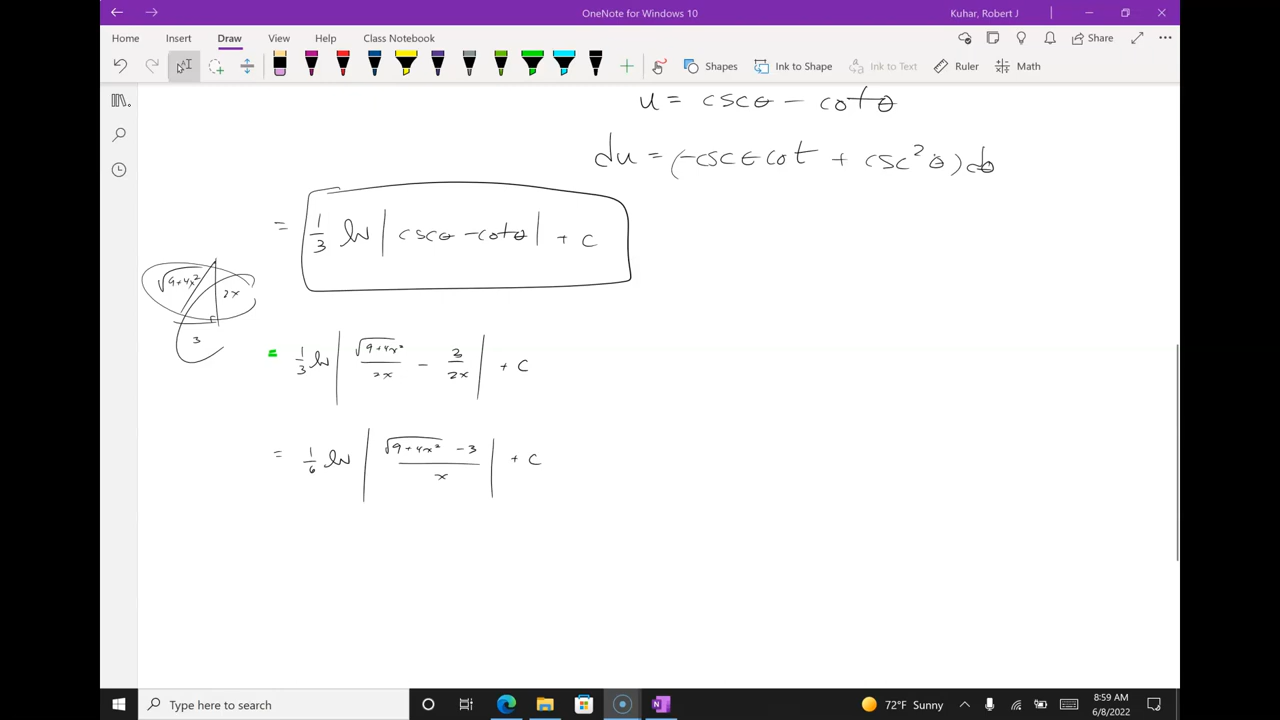 OneNote for Windows 10
Kuhar, Robert J
Home Insert Draw View Help Class Notebook
Share
Shapes Ink to Shape Ink to Text Ruler Math
u = cscθ − cotθ
du = (−cscθ cot + csc²θ)dθ
= 1/3 ln | cscθ − cotθ | + c
√9+4x²
2x
3
= 1/3 ln | √9+4x²/2x − 3/2x | + c
= 1/6 ln | √9+4x² − 3/x | + c
Type here to search
72°F Sunny
8:59 AM
6/8/2022